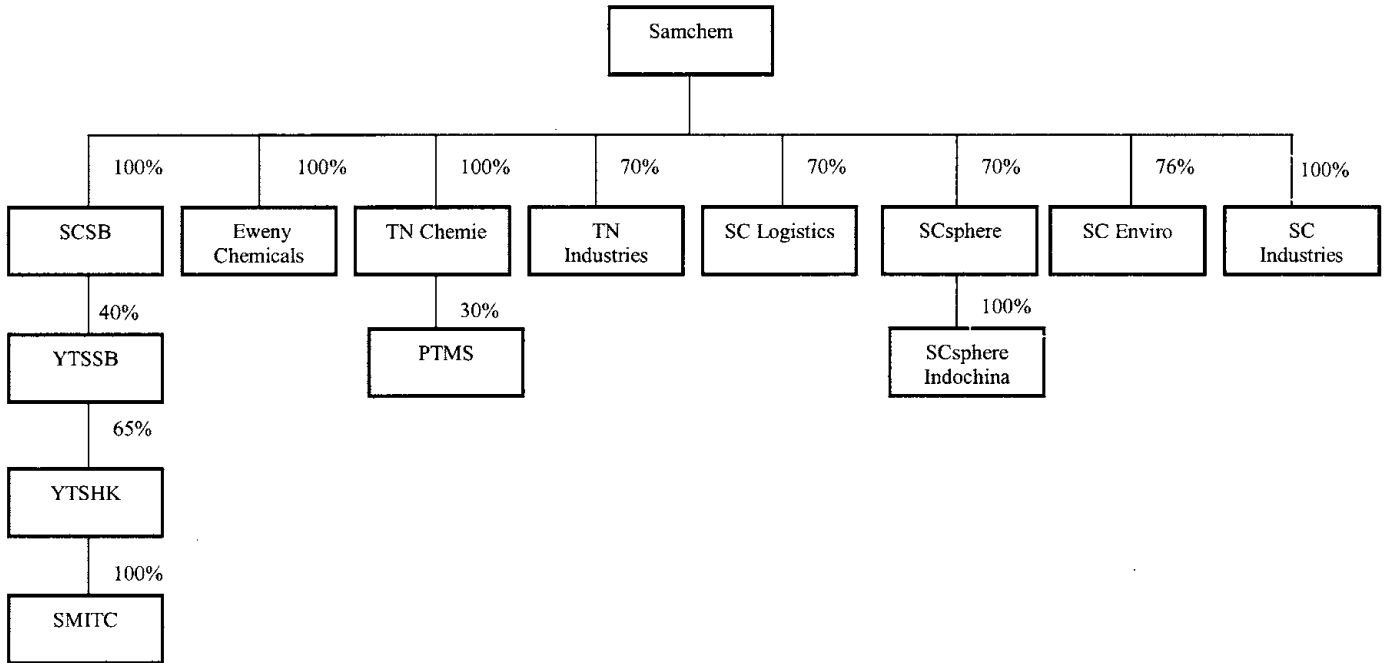 Samchem
100%
100%
100%
70%
70%
70%
76%
100%
SCSB
Eweny
Chemicals
TN Chemie
TN
Industries
SC Logistics
SCsphere
SC Enviro
SC
Industries
40%
30%
100%
YTSSB
PTMS
SCsphere
Indochina
65%
YTSHK
100%
SMITC